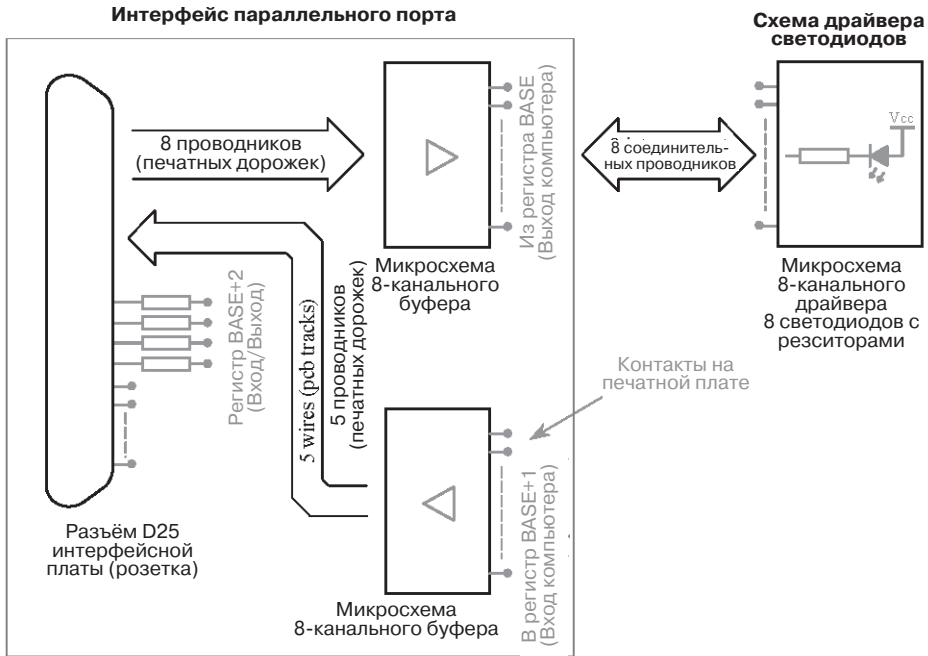 Интерфейс параллельного порта
Схема драйвера
светодиодов
8 проводников
(печатных дорожек)
Из регистра BASE
(Выход компьютера)
8 соединитель-
ных проводников
Vcc
Микросхема
8-канального
буфера
Микросхема
8-канального
драйвера
8 светодиодов с
резситорами
Регистр BASE+2
(Вход/Выход)
5 wires (pcb tracks)
5 проводников
(печатных дорожек)
Контакты на
печатной плате
В регистр BASE+1
(Вход компьютера)
Разъём D25
интерфейсной
платы (розетка)
Микросхема
8-канального буфера